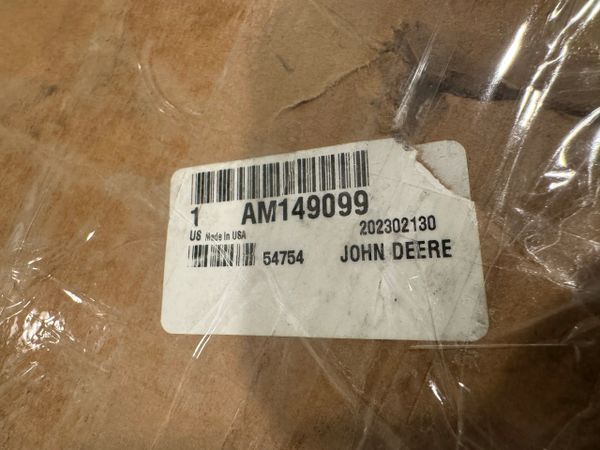 1 AM149099
202302130
US Made in USA
54754 JOHN DEERE